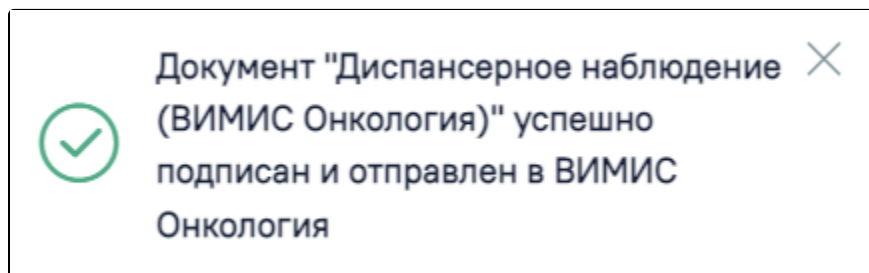 Документ "Диспансерное наблюдение
(ВИМИС Онкология)" успешно
подписан и отправлен в ВИМИС
Онкология